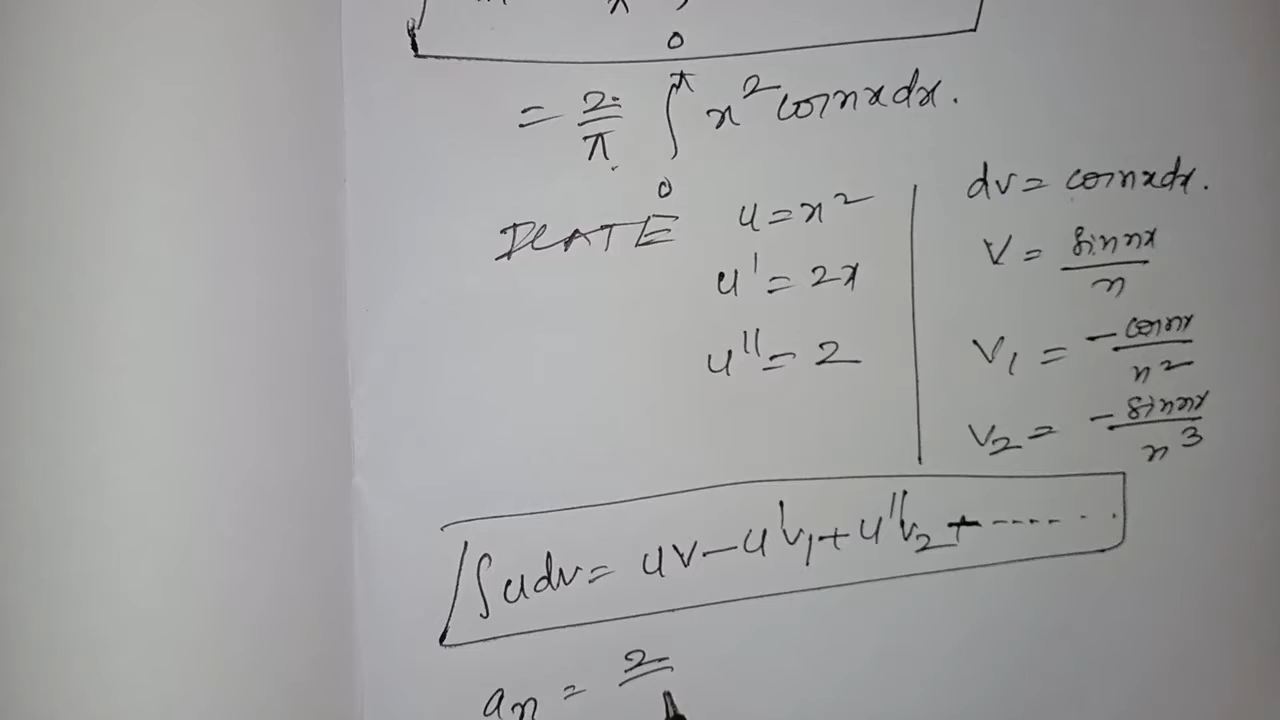 0
= 2/π ∫₀^π x² cos nx dx.
ILATE u = x²
u' = 2x
u'' = 2
dv = cos nx dx.
v = sin nx / n
v₁ = - cos nx / n²
v₂ = - sin nx / n³
∫ u dv = uv - u'v₁ + u''v₂ + - - - - . . .
aₙ = 2